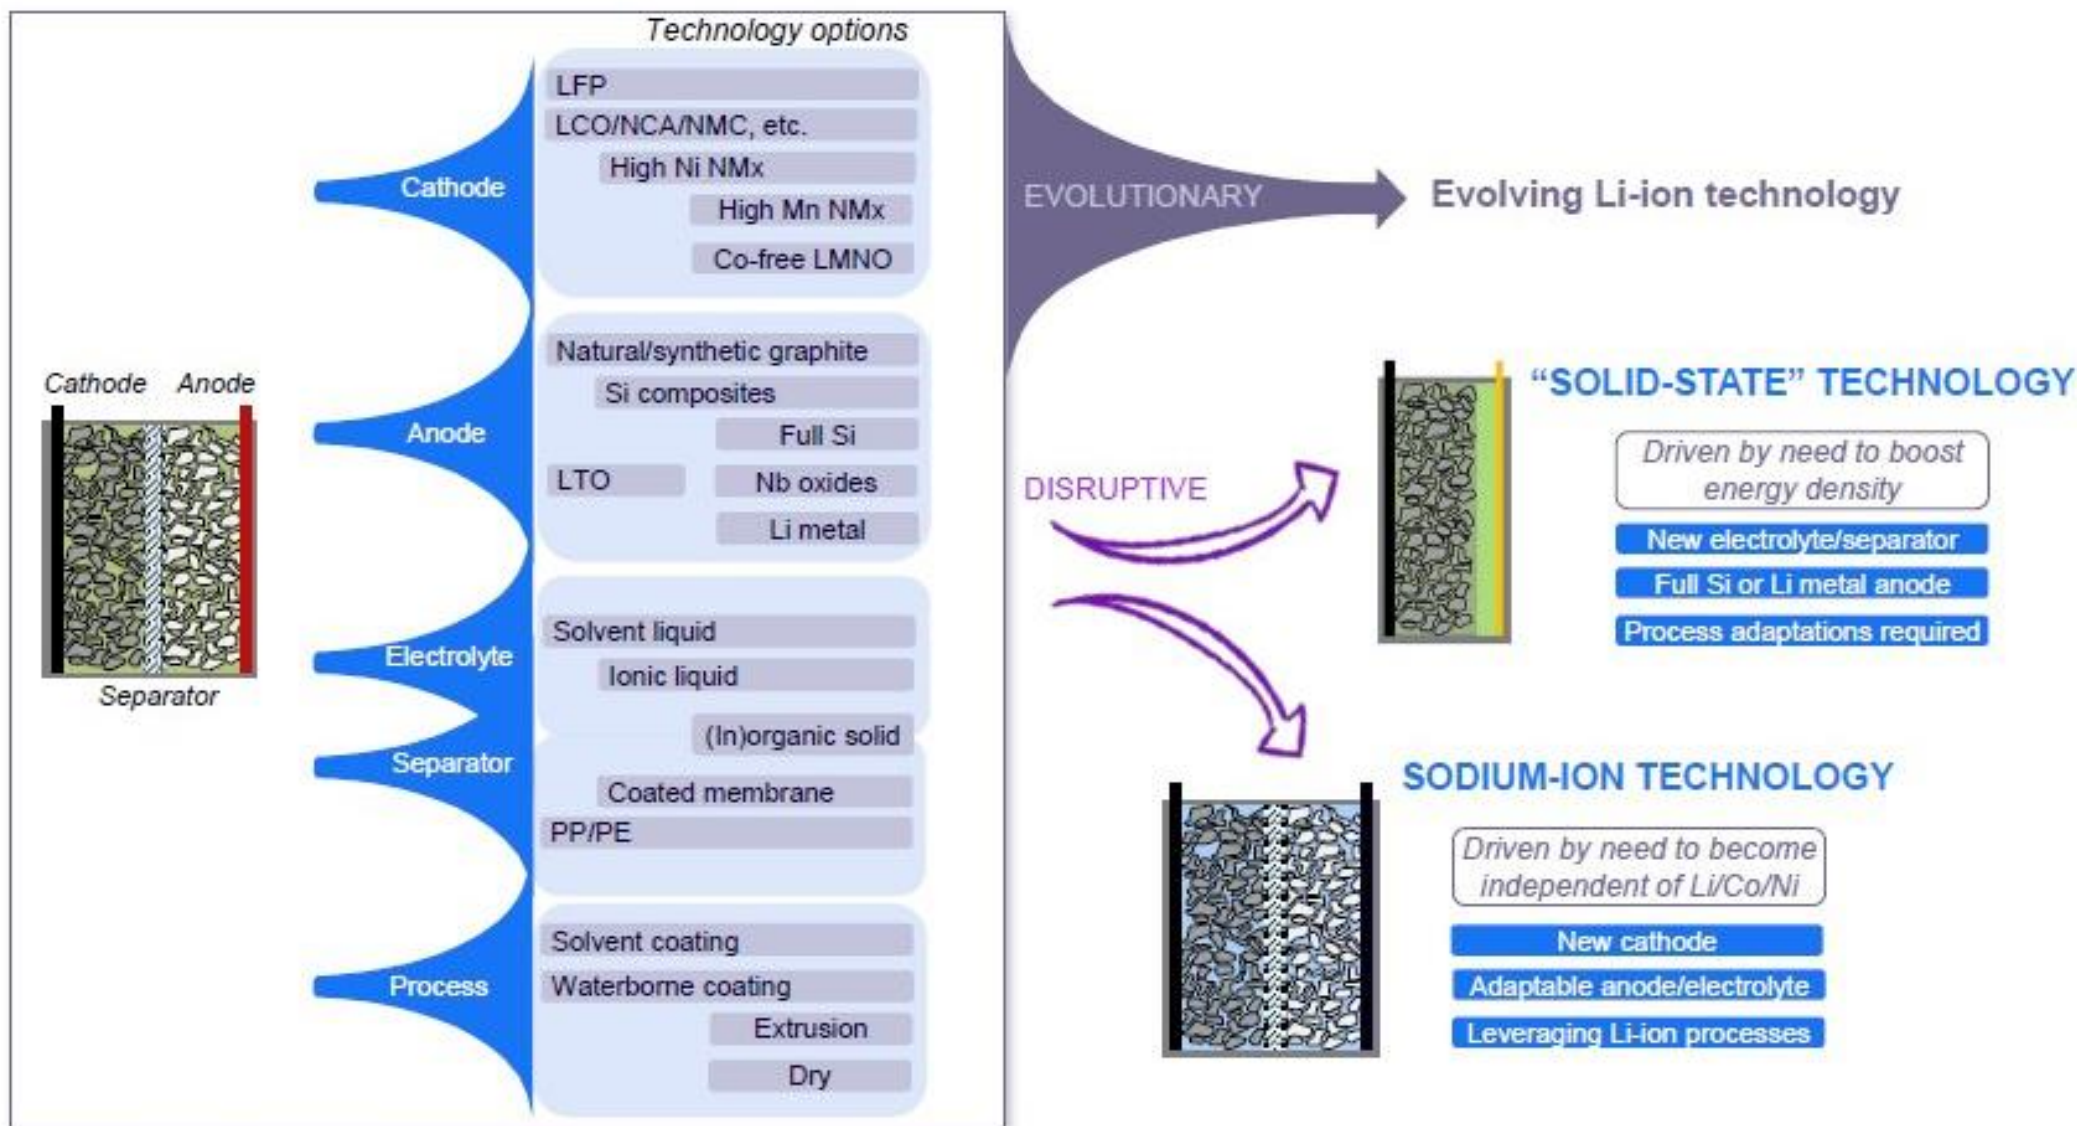 Technology options
LFP
LCO/NCA/NMC, etc.
High Ni NMx
High Mn NMx
Co-free LMNO
Cathode
Natural/synthetic graphite
Si composites
Full Si
LTO
Nb oxides
Li metal
Anode
Solvent liquid
Ionic liquid
(In)organic solid
Electrolyte
Coated membrane
PP/PE
Separator
Solvent coating
Waterborne coating
Extrusion
Dry
Process
Cathode Anode
Separator
EVOLUTIONARY
Evolving Li-ion technology
DISRUPTIVE
“SOLID-STATE” TECHNOLOGY
Driven by need to boost
energy density
New electrolyte/separator
Full Si or Li metal anode
Process adaptations required
SODIUM-ION TECHNOLOGY
Driven by need to become
independent of Li/Co/Ni
New cathode
Adaptable anode/electrolyte
Leveraging Li-ion processes